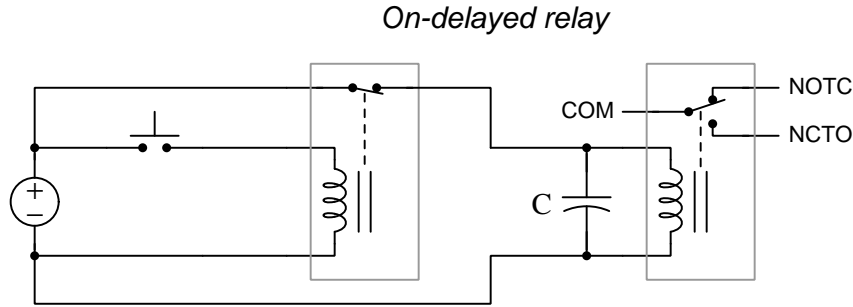 On-delayed relay
NOTC
COM
NCTO
+
−
C